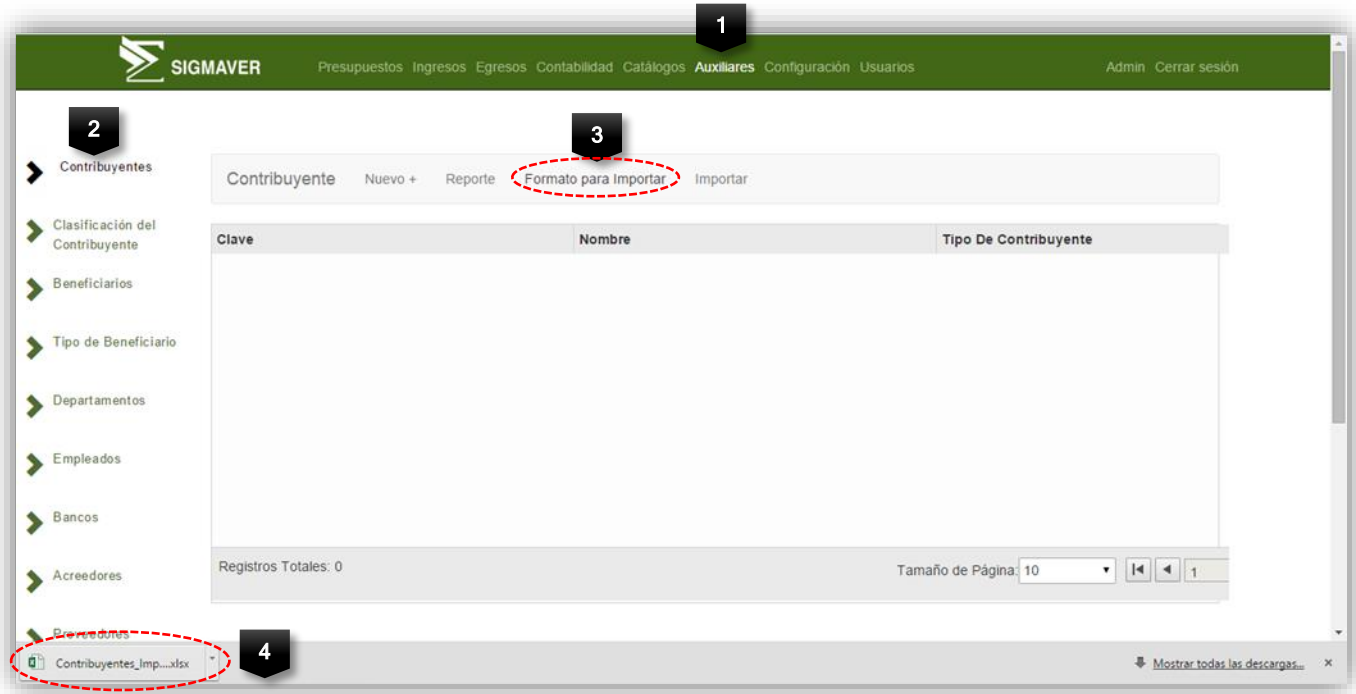 1
SIGMAVER
Presupuestos Ingresos Egresos Contabilidad Catálogos Auxiliares Configuración Usuarios
Admin Cerrar sesión
2
3
Contribuyentes
Contribuyente Nuevo + Reporte Formato para Importar Importar
Clasificación del
Contribuyente
Clave Nombre Tipo De Contribuyente
Beneficiarios
Tipo de Beneficiario
Departamentos
Empleados
Bancos
Acreedores
Registros Totales: 0
Tamaño de Página: 10
1
Proveedores
4
Contribuyentes_Imp....xlsx
Mostrar todas las descargas...